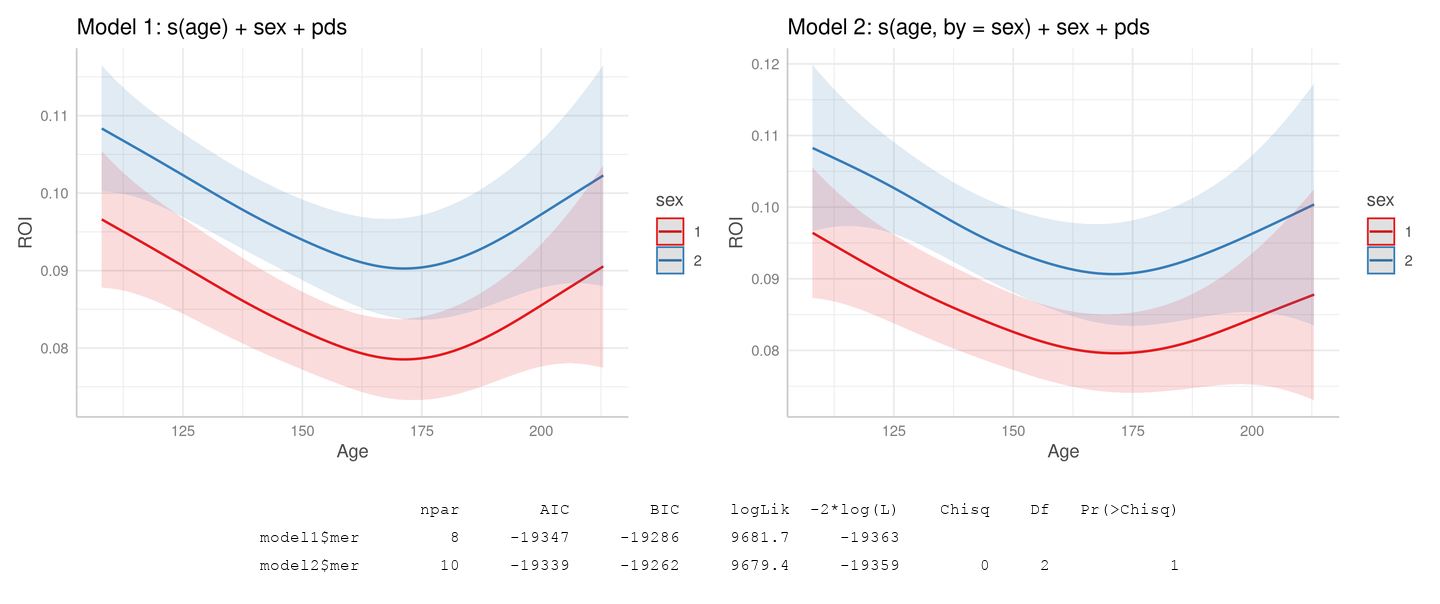 Model 1: s(age) + sex + pds
0.11
0.10
0.09
0.08
ROI
125 150 175 200
Age
sex
1
2
Model 2: s(age, by = sex) + sex + pds
0.12
0.11
0.10
0.09
0.08
ROI
125 150 175 200
Age
sex
1
2
npar AIC BIC logLik -2*log(L) Chisq Df Pr(>Chisq)
model1$mer 8 -19347 -19286 9681.7 -19363
model2$mer 10 -19339 -19262 9679.4 -19359 0 2 1